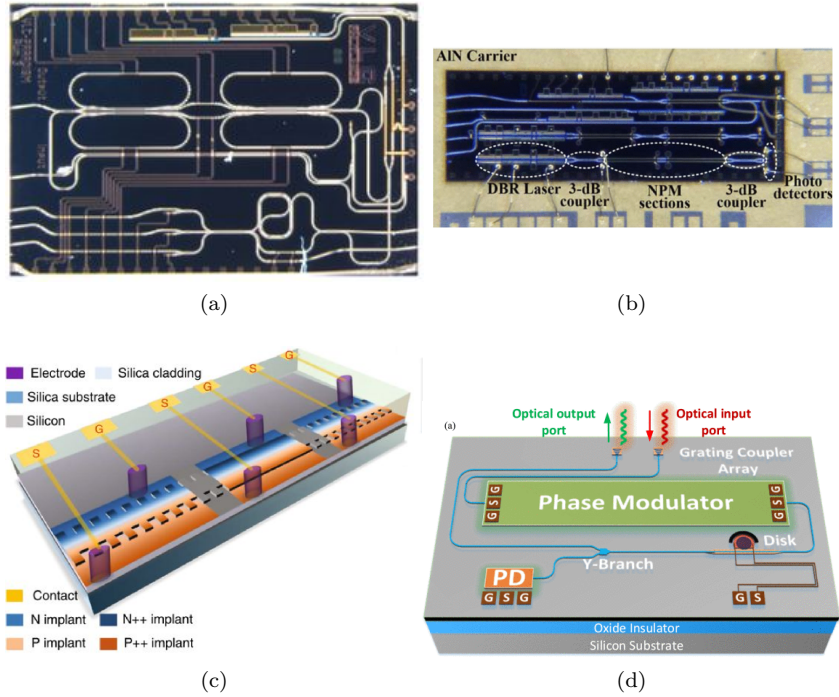 AlN Carrier
DBR Laser
3-dB
coupler
NPM
sections
3-dB
coupler
Photo
detectors
(a)
(b)
Electrode
Silica cladding
Silica substrate
Silicon
S
G
S
G
S
G
Contact
N implant
N++ implant
P implant
P++ implant
(c)
(a)
Optical output
port
Optical input
port
Grating Coupler
Array
G
S
G
Phase Modulator
G
S
G
Disk
Y-Branch
PD
G S G
G S
Oxide Insulator
Silicon Substrate
(d)